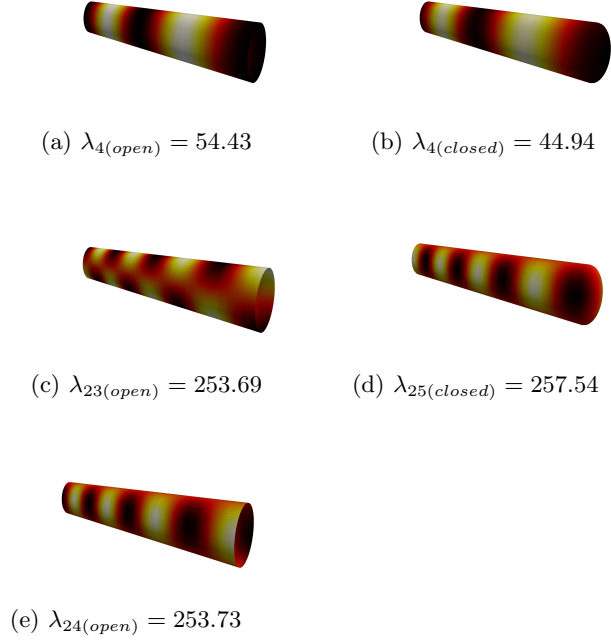 (a) λ4(open) = 54.43
(b) λ4(closed) = 44.94
(c) λ23(open) = 253.69
(d) λ25(closed) = 257.54
(e) λ24(open) = 253.73